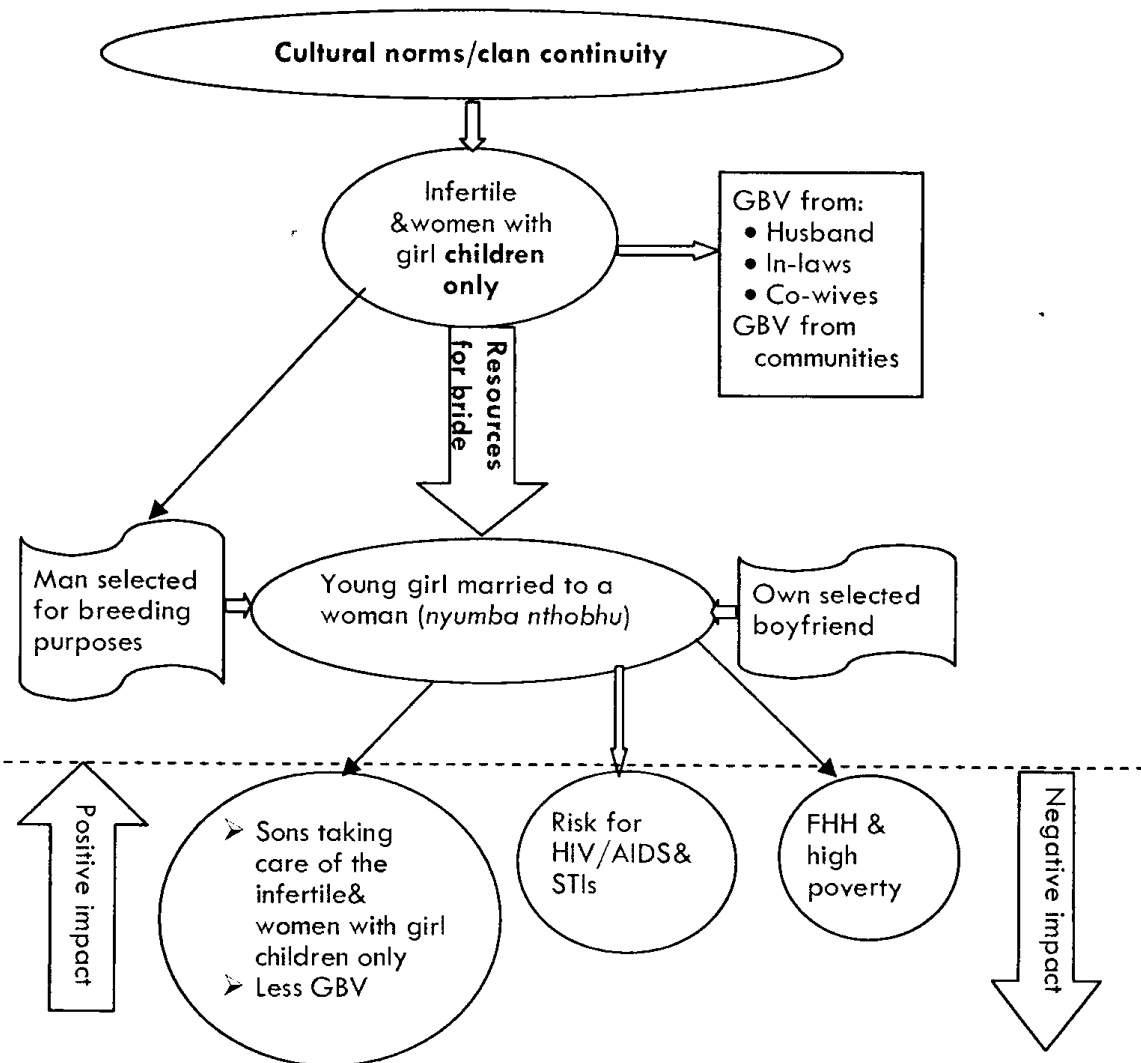 Cultural norms/clan continuity
Infertile
&women with
girl children
only
GBV from:
• Husband
• In-laws
• Co-wives
GBV from
communities
Resources
for bride
Man selected
for breeding
purposes
Young girl married to a
woman (nyumba nthobhu)
Own selected
boyfriend
Positive impact
➢ Sons taking
care of the
infertile&
women with girl
children only
➢ Less GBV
Risk for
HIV/AIDS&
STIs
FHH &
high
poverty
Negative impact